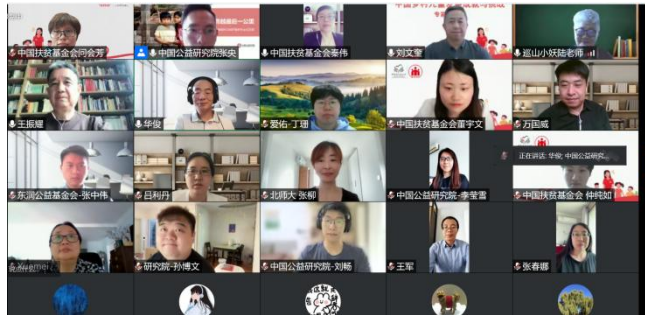 中国扶贫基金会问会芳
中国公益研究院张央
中国扶贫基金会秦伟
刘文奎
巡山小妖陆老师
王振耀
华俊
爱佑-丁珊
中国扶贫基金会董宇文
万国威
正在讲话: 华俊; 中国公益研究...
东润公益基金会-张中伟
吕利丹
北师大 张柳
中国公益研究院-李莹雪
中国扶贫基金会 仲纯如
研究院-孙博文
中国公益研究院-刘畅
王军
张春娜